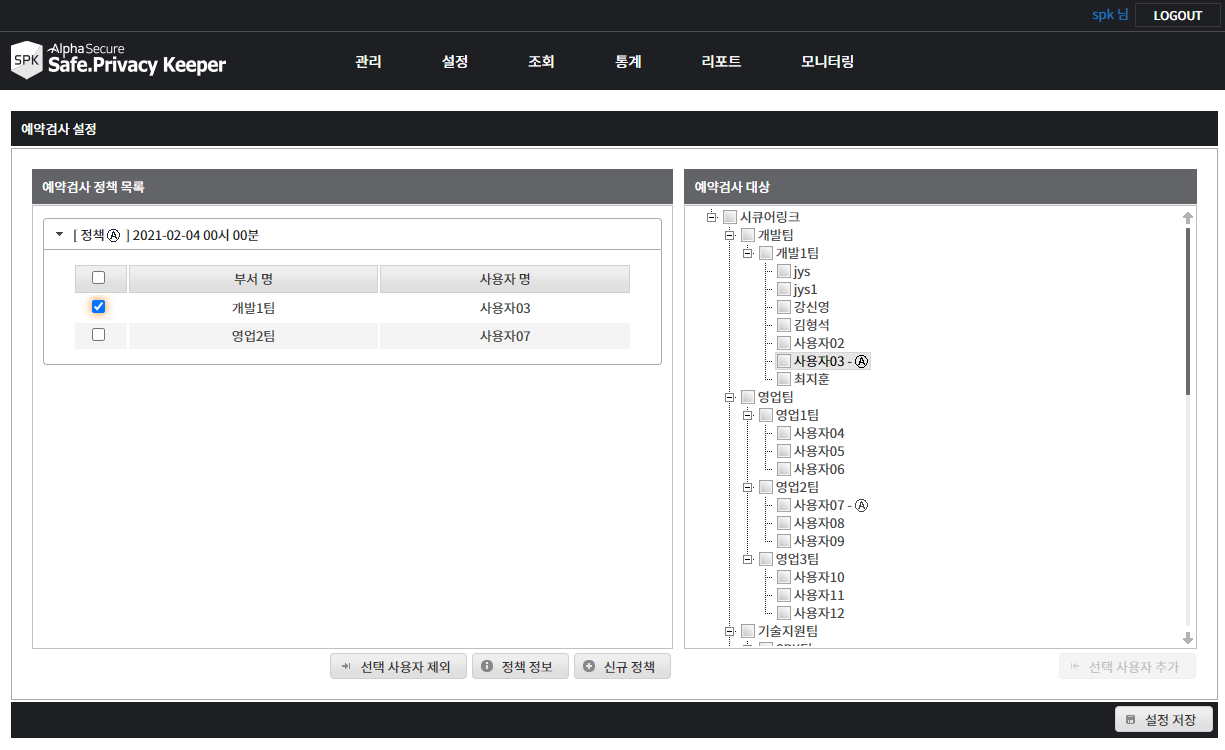 spk 님 LOGOUT
SPK AlphaSecure
Safe.Privacy Keeper
관리 설정 조회 통계 리포트 모니터링
예약검사 설정
예약검사 정책 목록
[ 정책Ⓐ ] 2021-02-04 00시 00분
부서 명 사용자 명
개발1팀 사용자03
영업2팀 사용자07
선택 사용자 제외 정책 정보 신규 정책
예약검사 대상
시큐어링크
개발팀
개발1팀
jys
jys1
강신영
김형석
사용자02
사용자03 - Ⓐ
최지훈
영업팀
영업1팀
사용자04
사용자05
사용자06
영업2팀
사용자07 - Ⓐ
사용자08
사용자09
영업3팀
사용자10
사용자11
사용자12
기술지원팀
선택 사용자 추가
설정 저장